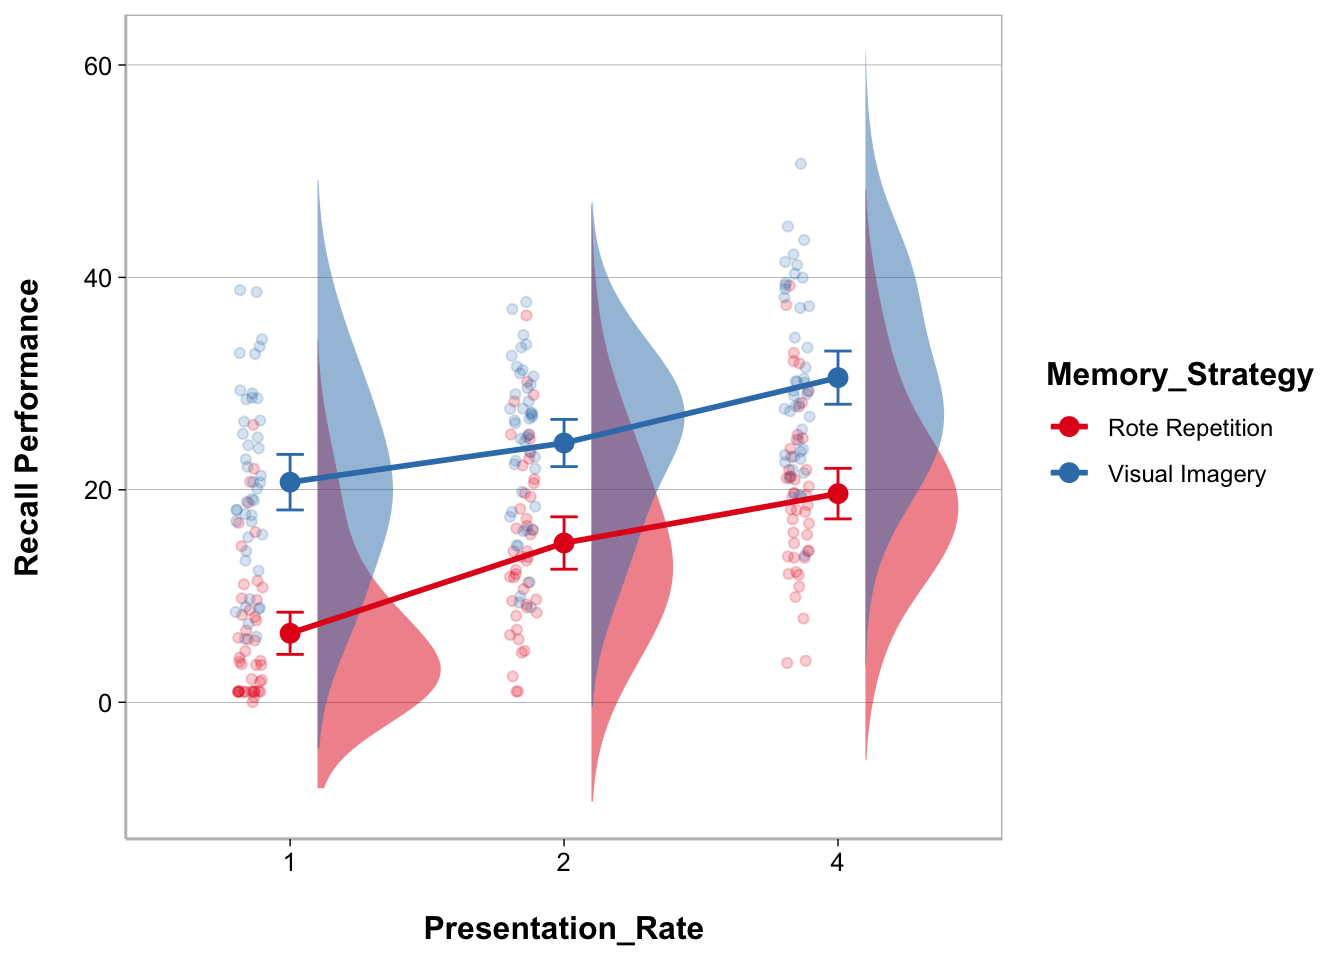 Recall Performance
60
40
20
0
1 2 4
Presentation_Rate
Memory_Strategy
Rote Repetition
Visual Imagery